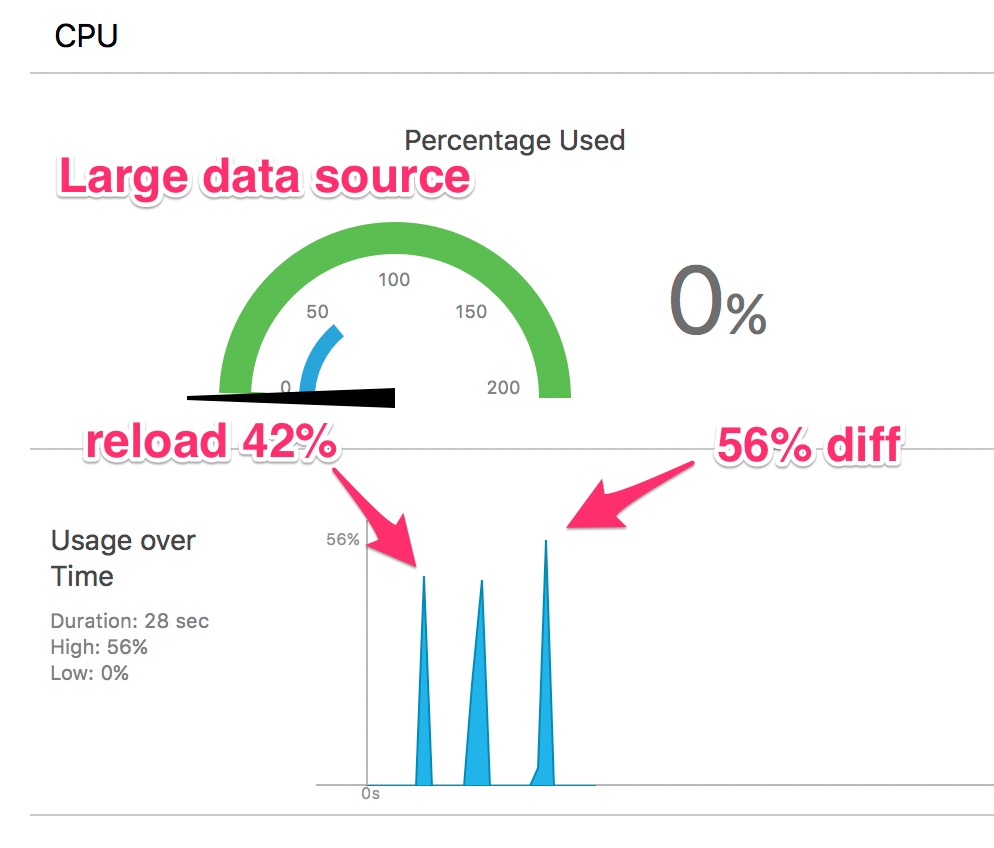 CPU
Percentage Used
Large data source
100
50
150
0
200
0%
reload 42%
56% diff
56%
Usage over
Time
Duration: 28 sec
High: 56%
Low: 0%
0s